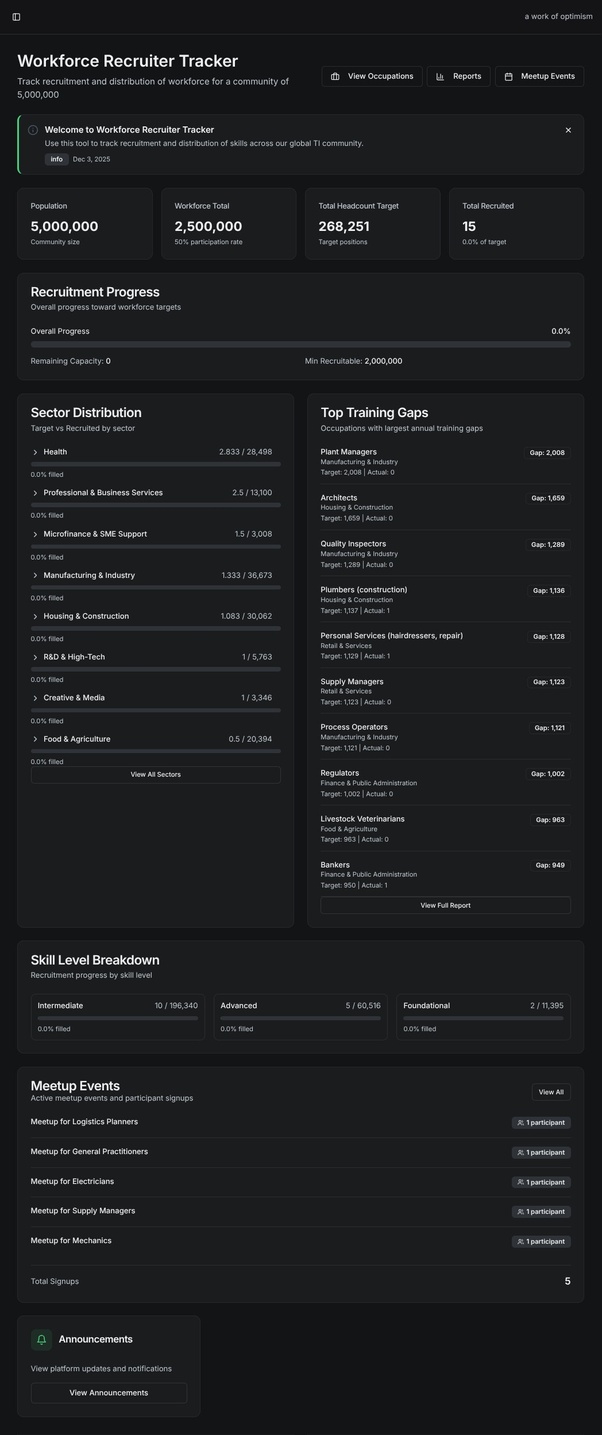 a work of optimism
Workforce Recruiter Tracker
Track recruitment and distribution of workforce for a community of
5,000,000
View Occupations
Reports
Meetup Events
Welcome to Workforce Recruiter Tracker
Use this tool to track recruitment and distribution of skills across our global TI community.
info Dec 3, 2025
Population
5,000,000
Community size
Workforce Total
2,500,000
50% participation rate
Total Headcount Target
268,251
Target positions
Total Recruited
15
0.0% of target
Recruitment Progress
Overall progress toward workforce targets
Overall Progress 0.0%
Remaining Capacity: 0 Min Recruitable: 2,000,000
Sector Distribution
Target vs Recruited by sector
Health 2.833 / 28,498
0.0% filled
Professional & Business Services 2.5 / 13,100
0.0% filled
Microfinance & SME Support 1.5 / 3,008
0.0% filled
Manufacturing & Industry 1.333 / 36,673
0.0% filled
Housing & Construction 1.083 / 30,062
0.0% filled
R&D & High-Tech 1 / 5,763
0.0% filled
Creative & Media 1 / 3,346
0.0% filled
Food & Agriculture 0.5 / 20,394
0.0% filled
View All Sectors
Top Training Gaps
Occupations with largest annual training gaps
Plant Managers Gap: 2,008
Manufacturing & Industry
Target: 2,008 | Actual: 0
Architects Gap: 1,659
Housing & Construction
Target: 1,659 | Actual: 0
Quality Inspectors Gap: 1,289
Manufacturing & Industry
Target: 1,289 | Actual: 0
Plumbers (construction) Gap: 1,136
Housing & Construction
Target: 1,137 | Actual: 1
Personal Services (hairdressers, repair) Gap: 1,128
Retail & Services
Target: 1,129 | Actual: 1
Supply Managers Gap: 1,123
Retail & Services
Target: 1,123 | Actual: 0
Process Operators Gap: 1,121
Manufacturing & Industry
Target: 1,121 | Actual: 0
Regulators Gap: 1,002
Finance & Public Administration
Target: 1,002 | Actual: 0
Livestock Veterinarians Gap: 963
Food & Agriculture
Target: 963 | Actual: 0
Bankers Gap: 949
Finance & Public Administration
Target: 950 | Actual: 1
View Full Report
Skill Level Breakdown
Recruitment progress by skill level
Intermediate 10 / 196,340
0.0% filled
Advanced 5 / 60,516
0.0% filled
Foundational 2 / 11,395
0.0% filled
Meetup Events
Active meetup events and participant signups
View All
Meetup for Logistics Planners 1 participant
Meetup for General Practitioners 1 participant
Meetup for Electricians 1 participant
Meetup for Supply Managers 1 participant
Meetup for Mechanics 1 participant
Total Signups 5
Announcements
View platform updates and notifications
View Announcements